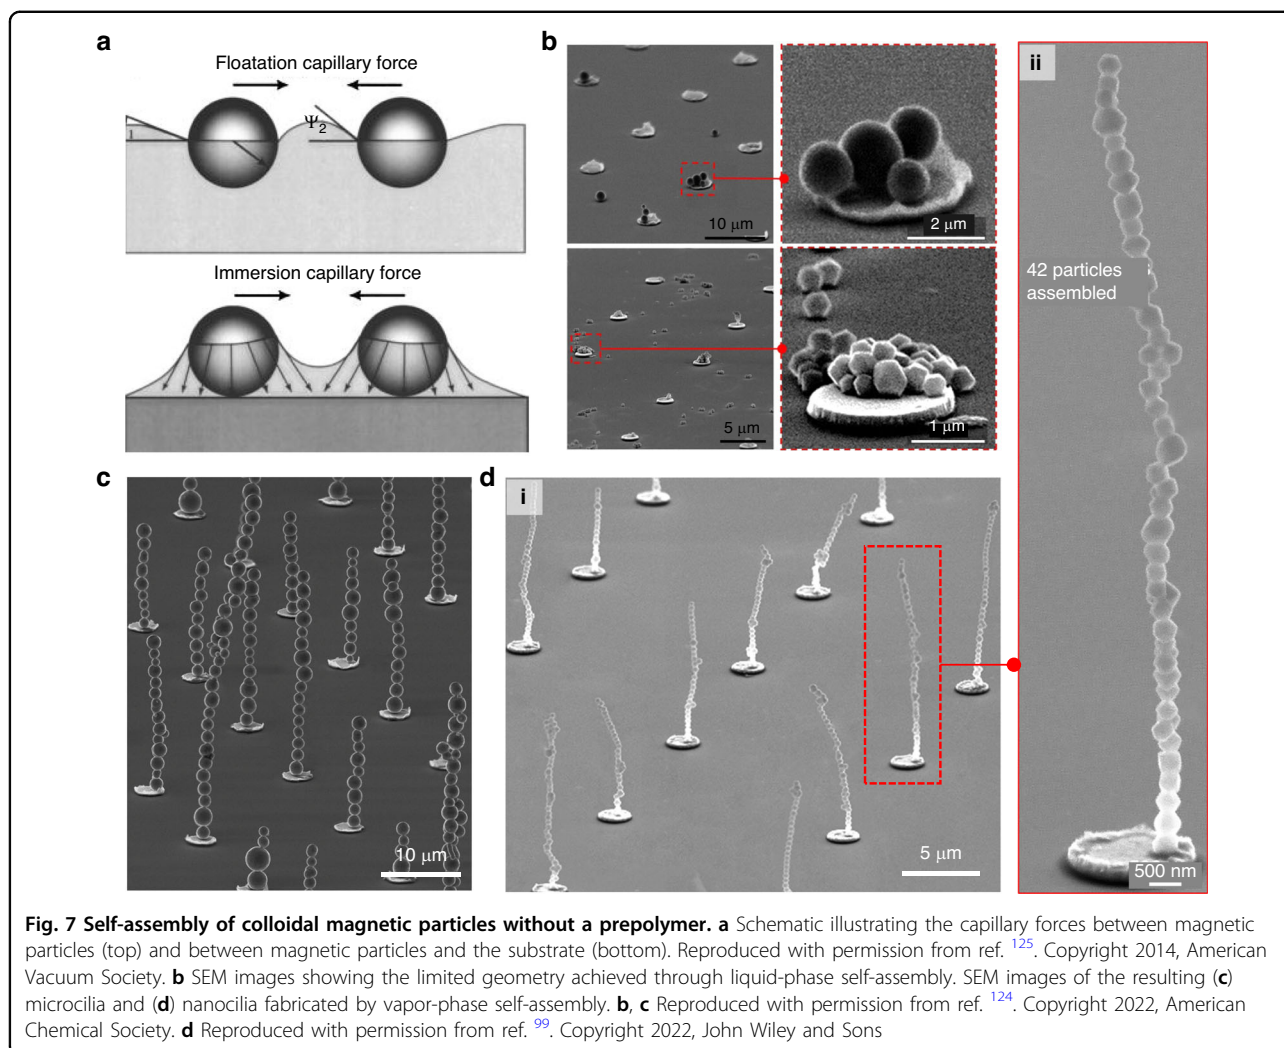 a
Floatation capillary force
1
Ψ2
Immersion capillary force
b
10 μm
2 μm
5 μm
1 μm
ii
42 particles
assembled
500 nm
c
10 μm
d
i
5 μm
Fig. 7 Self-assembly of colloidal magnetic particles without a prepolymer. a Schematic illustrating the capillary forces between magnetic
particles (top) and between magnetic particles and the substrate (bottom). Reproduced with permission from ref. 125. Copyright 2014, American
Vacuum Society. b SEM images showing the limited geometry achieved through liquid-phase self-assembly. SEM images of the resulting (c)
microcilia and (d) nanocilia fabricated by vapor-phase self-assembly. b, c Reproduced with permission from ref. 124. Copyright 2022, American
Chemical Society. d Reproduced with permission from ref. 99. Copyright 2022, John Wiley and Sons